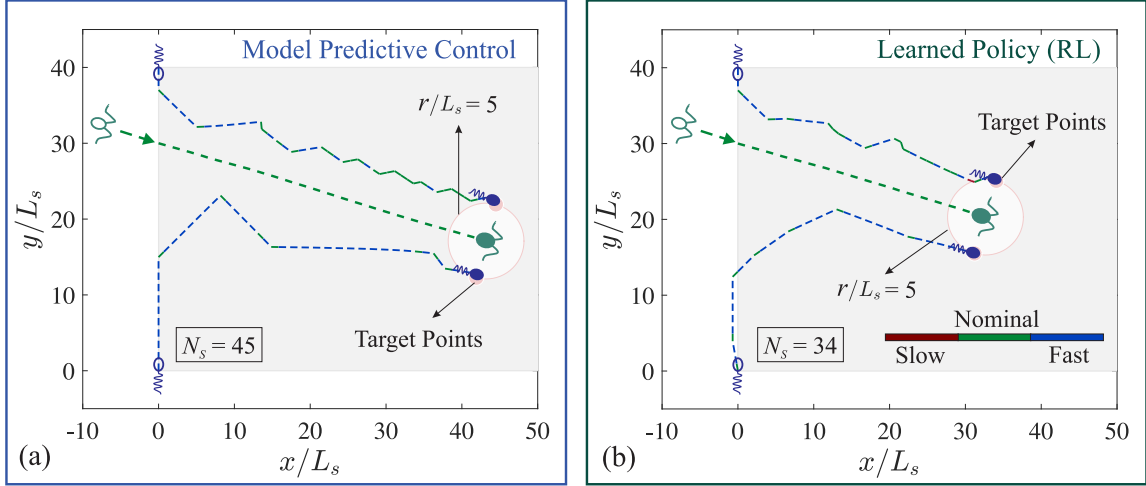 Model Predictive Control
40
30
20
10
0
y/L_s
r/L_s = 5
Target Points
N_s = 45
-10
0
10
20
30
40
50
x/L_s
(a)
Learned Policy (RL)
40
30
20
10
0
y/L_s
Target Points
r/L_s = 5
Nominal
N_s = 34
Slow
Fast
-10
0
10
20
30
40
50
x/L_s
(b)